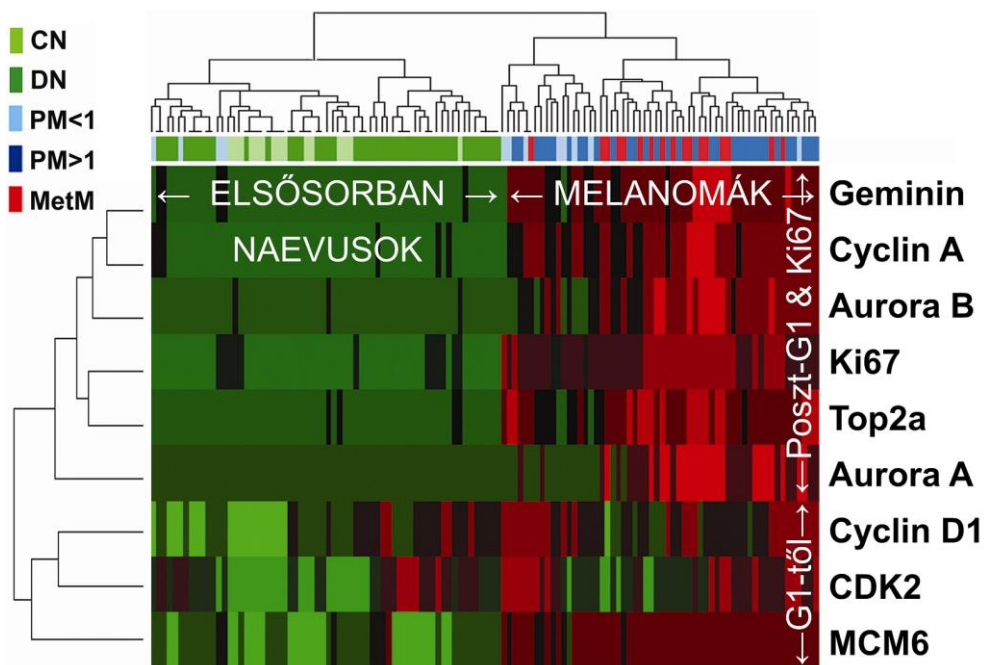 CN
DN
PM<1
PM>1
MetM
← ELSŐSORBAN →
NAEVUSOK
← MELANOMÁK →
Geminin
Cyclin A
Aurora B
Ki67
Top2a
Aurora A
Cyclin D1
CDK2
MCM6
←Poszt-G1 & Ki67→
←G1-től→